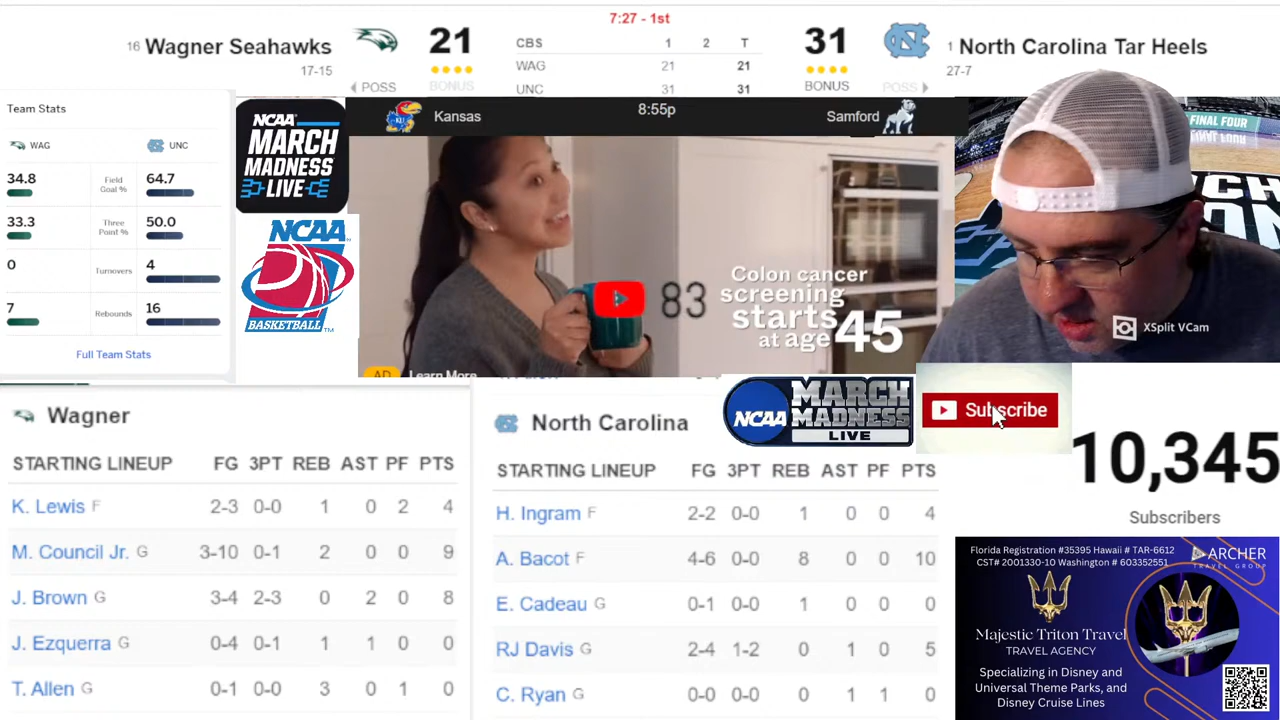 7:27 - 1st
16 Wagner Seahawks
17-15
21
POSS
BONUS
CBS 1 2 T
WAG 21 21
UNC 31 31
31
BONUS
POSS
1 North Carolina Tar Heels
27-7
Team Stats
WAG UNC
34.8 Field Goal % 64.7
33.3 Three Point % 50.0
0 Turnovers 4
7 Rebounds 16
Full Team Stats
NCAA
MARCH
MADNESS
LIVE
NCAA
BASKETBALL
TM
Kansas
8:55p
Samford
83
Colon cancer
screening
starts
at age 45
AD Learn More
FINAL FOUR
XSplit VCam
Wagner
STARTING LINEUP FG 3PT REB AST PF PTS
K. Lewis F 2-3 0-0 1 0 2 4
M. Council Jr. G 3-10 0-1 2 0 0 9
J. Brown G 3-4 2-3 0 2 0 8
J. Ezquerra G 0-4 0-1 1 1 0 0
T. Allen G 0-1 0-0 3 0 1 0
North Carolina
STARTING LINEUP FG 3PT REB AST PF PTS
H. Ingram F 2-2 0-0 1 0 0 4
A. Bacot F 4-6 0-0 8 0 0 10
E. Cadeau G 0-1 0-0 1 0 0 0
RJ Davis G 2-4 1-2 0 1 0 5
C. Ryan G 0-0 0-0 0 1 1 0
NCAA
MARCH
MADNESS
LIVE
Subscribe
10,345
Subscribers
Florida Registration #35395 Hawaii # TAR-6612
CST# 2001330-10 Washington # 603352551
ARCHER
TRAVEL GROUP
Majestic Triton Travel
TRAVEL AGENCY
Specializing in Disney and
Universal Theme Parks, and
Disney Cruise Lines